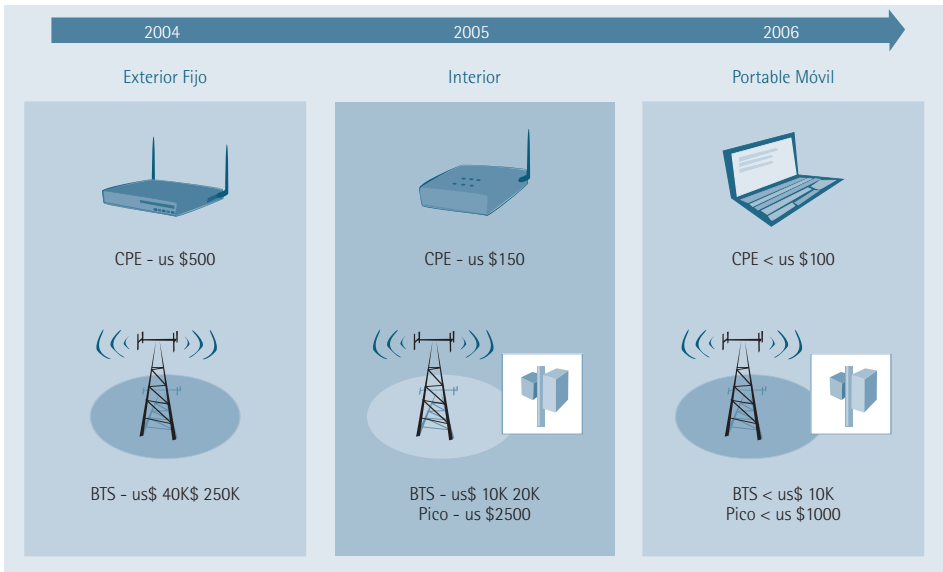 2004
2005
2006
Exterior Fijo
Interior
Portable Móvil
CPE - us $500
CPE - us $150
CPE < us $100
BTS - us$ 40K$ 250K
BTS - us$ 10K 20K
Pico - us $2500
BTS < us$ 10K
Pico < us $1000